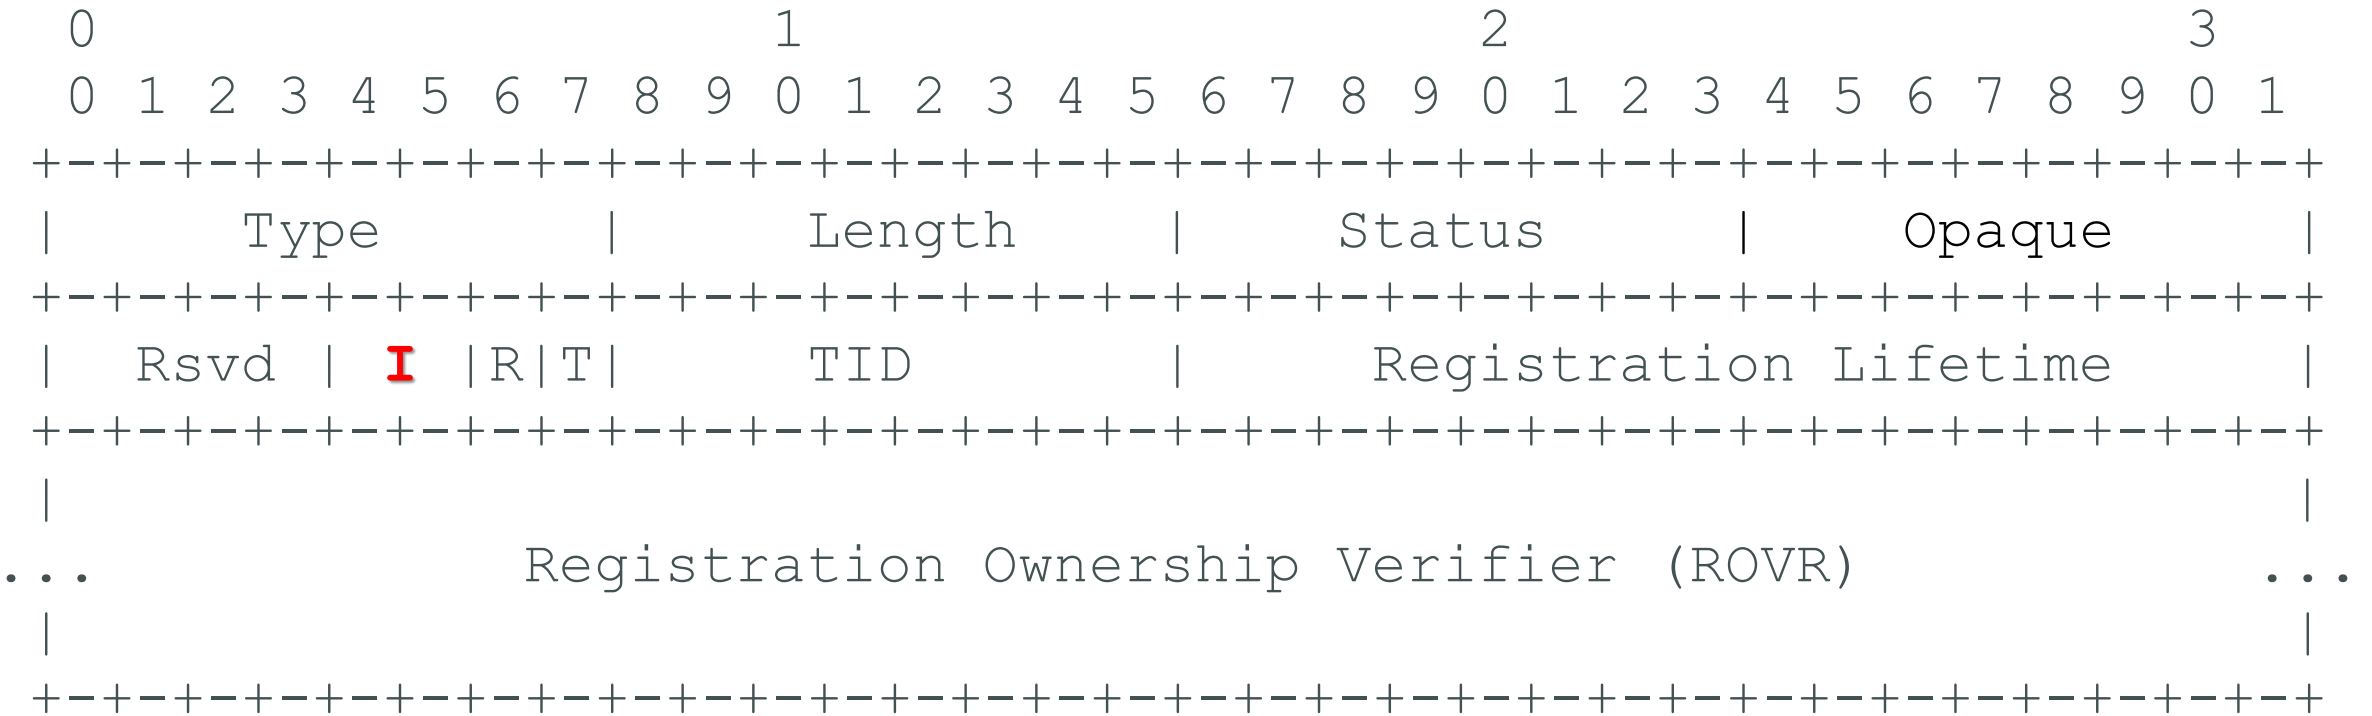 0                   1                   2                   3
 0 1 2 3 4 5 6 7 8 9 0 1 2 3 4 5 6 7 8 9 0 1 2 3 4 5 6 7 8 9 0 1
+-+-+-+-+-+-+-+-+-+-+-+-+-+-+-+-+-+-+-+-+-+-+-+-+-+-+-+-+-+-+-+-+
|     Type      |     Length    |    Status     |    Opaque     |
+-+-+-+-+-+-+-+-+-+-+-+-+-+-+-+-+-+-+-+-+-+-+-+-+-+-+-+-+-+-+-+-+
|  Rsvd | I |R|T|     TID       |     Registration Lifetime     |
+-+-+-+-+-+-+-+-+-+-+-+-+-+-+-+-+-+-+-+-+-+-+-+-+-+-+-+-+-+-+-+-+
|                                                               |
...            Registration Ownership Verifier (ROVR)           ...
|                                                               |
+-+-+-+-+-+-+-+-+-+-+-+-+-+-+-+-+-+-+-+-+-+-+-+-+-+-+-+-+-+-+-+-+